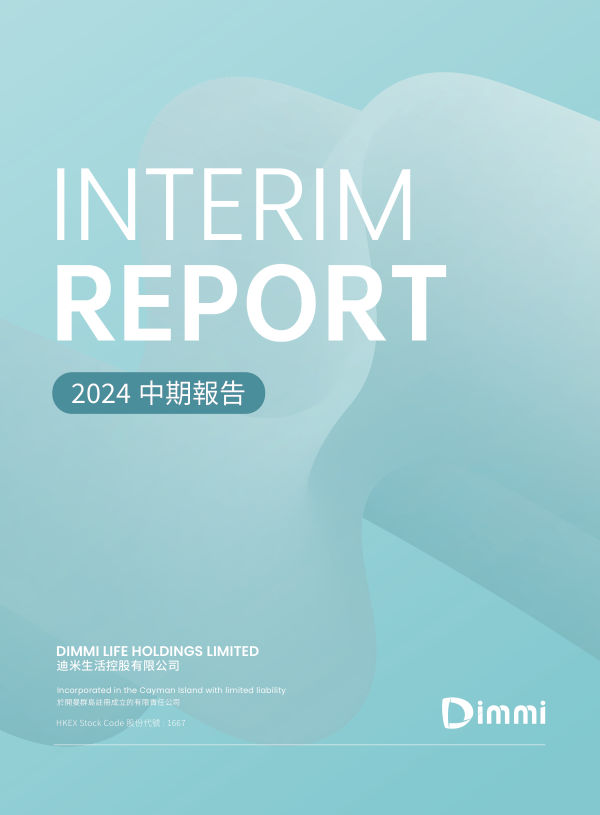 INTERIM
REPORT
2024 中期報告
DIMMI LIFE HOLDINGS LIMITED
迪米生活控股有限公司
Incorporated in the Cayman Island with limited liability
於開曼群島註冊成立的有限責任公司
HKEX Stock Code 股份代號 : 1667
Dimmi